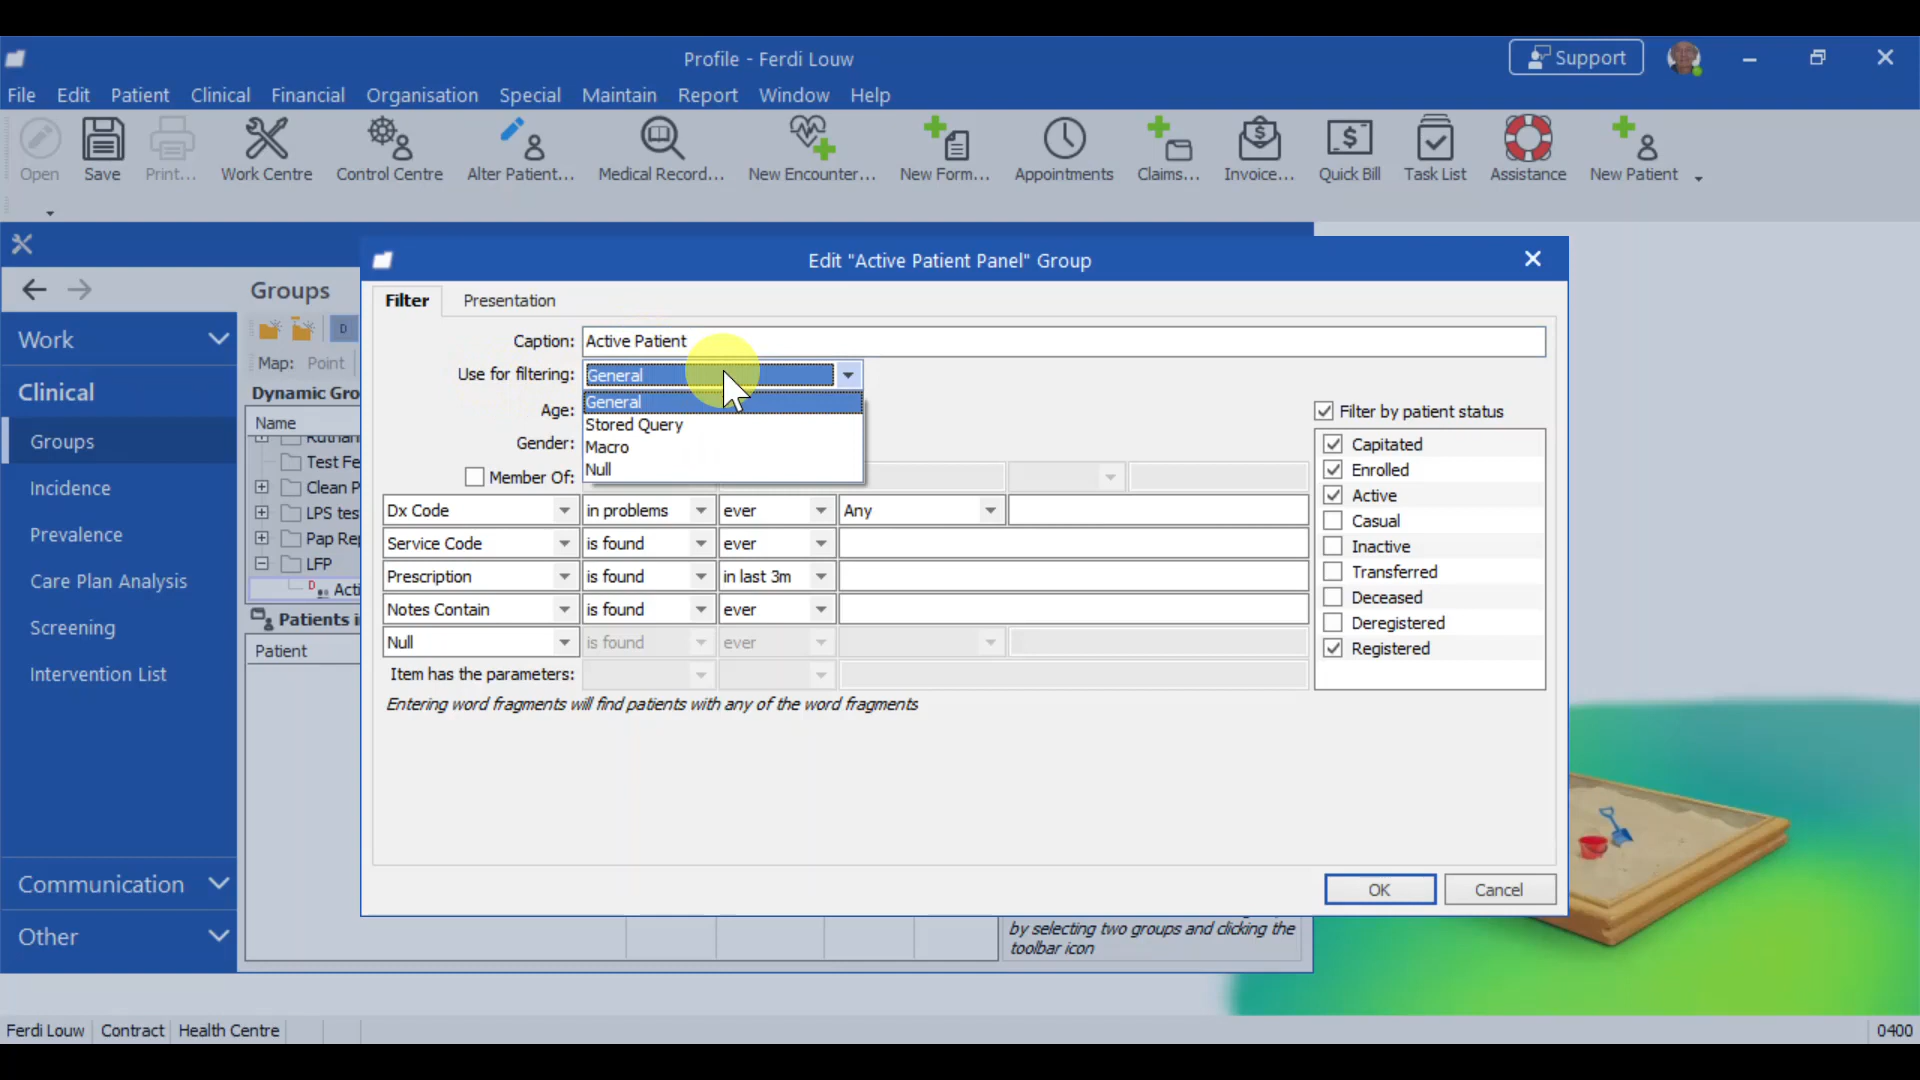 Profile - Ferdi Louw
Support
File Edit Patient Clinical Financial Organisation Special Maintain Report Window Help
Open Save Print... Work Centre Control Centre Alter Patient... Medical Record... New Encounter... New Form... Appointments Claims... Invoice... Quick Bill Task List Assistance New Patient
Edit "Active Patient Panel" Group
Groups
Filter Presentation
Work
D
Caption: Active Patient
Map: Point
Use for filtering: General
Clinical
Dynamic Gro
General
Age:
Filter by patient status
Name
Stored Query
Groups
Gender:
Macro
Capitated
Test Fe
Null
Enrolled
Member Of:
Incidence
Clean P
Active
LPS tes
Dx Code in problems ever Any
Casual
Prevalence
Pap Rep
Service Code is found ever
Inactive
LFP
Prescription is found in last 3m
Transferred
Care Plan Analysis
Acti
Deceased
Notes Contain is found ever
Patients i
Deregistered
Screening
Null is found ever
Registered
Patient
Intervention List
Item has the parameters:
Entering word fragments will find patients with any of the word fragments
Communication
OK Cancel
Other
by selecting two groups and clicking the
toolbar icon
Ferdi Louw Contract Health Centre 0400